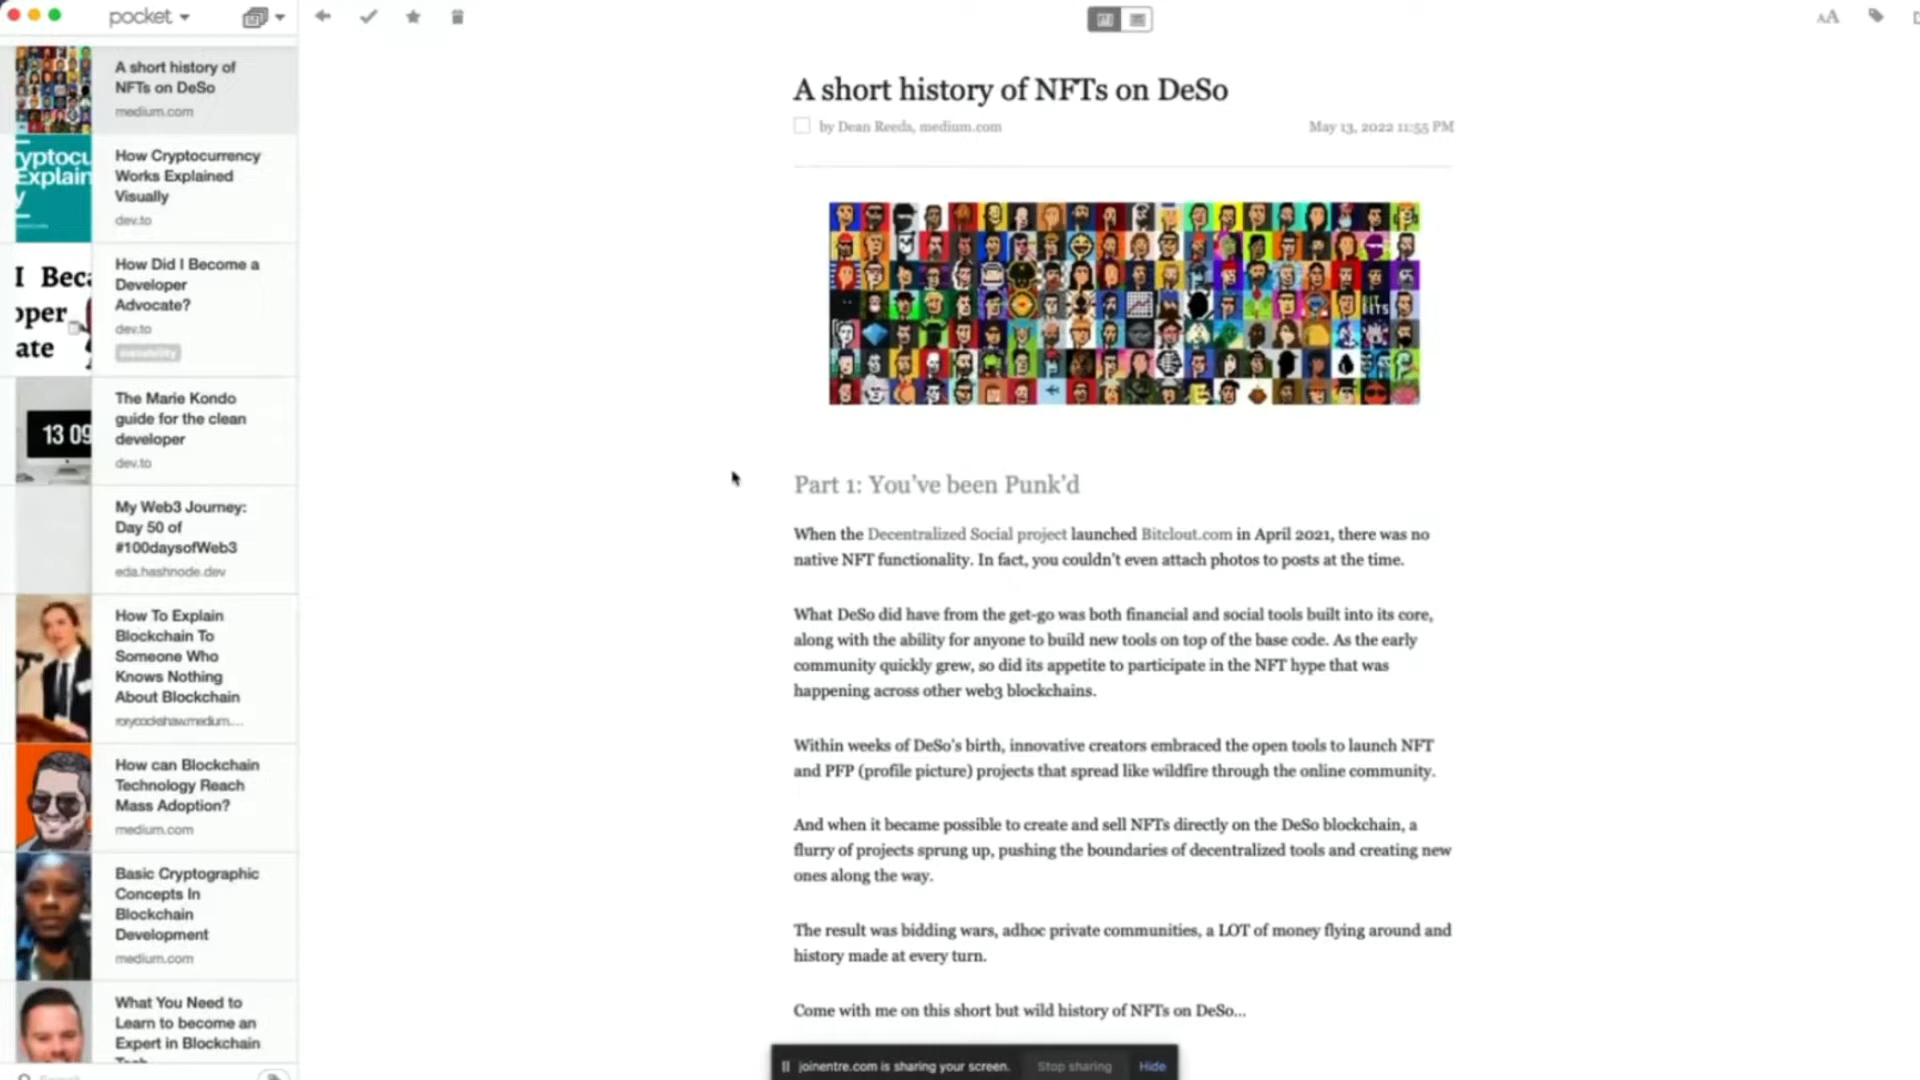 pocket
A short history of
NFTs on DeSo
medium.com
How Cryptocurrency
Works Explained
Visually
dev.to
How Did I Become a
Developer
Advocate?
dev.to
The Marie Kondo
guide for the clean
developer
dev.to
13 09
My Web3 Journey:
Day 50 of
#100daysofWeb3
eda.hashnode.dev
How To Explain
Blockchain To
Someone Who
Knows Nothing
About Blockchain
rorycockshaw.medium....
How can Blockchain
Technology Reach
Mass Adoption?
medium.com
Basic Cryptographic
Concepts In
Blockchain
Development
medium.com
What You Need to
Learn to become an
Expert in Blockchain
AA
A short history of NFTs on DeSo
by Dean Reeda, medium.com
May 13, 2022 11:55 PM
Part 1: You've been Punk'd
When the Decentralized Social project launched Bitclout.com in April 2021, there was no
native NFT functionality. In fact, you couldn't even attach photos to posts at the time.
What DeSo did have from the get-go was both financial and social tools built into its core,
along with the ability for anyone to build new tools on top of the base code. As the early
community quickly grew, so did its appetite to participate in the NFT hype that was
happening across other web3 blockchains.
Within weeks of DeSo's birth, innovative creators embraced the open tools to launch NFT
and PFP (profile picture) projects that spread like wildfire through the online community.
And when it became possible to create and sell NFTs directly on the DeSo blockchain, a
flurry of projects sprung up, pushing the boundaries of decentralized tools and creating new
ones along the way.
The result was bidding wars, adhoc private communities, a LOT of money flying around and
history made at every turn.
Come with me on this short but wild history of NFTs on DeSo...
joinentre.com is sharing your screen.
Stop sharing
Hide